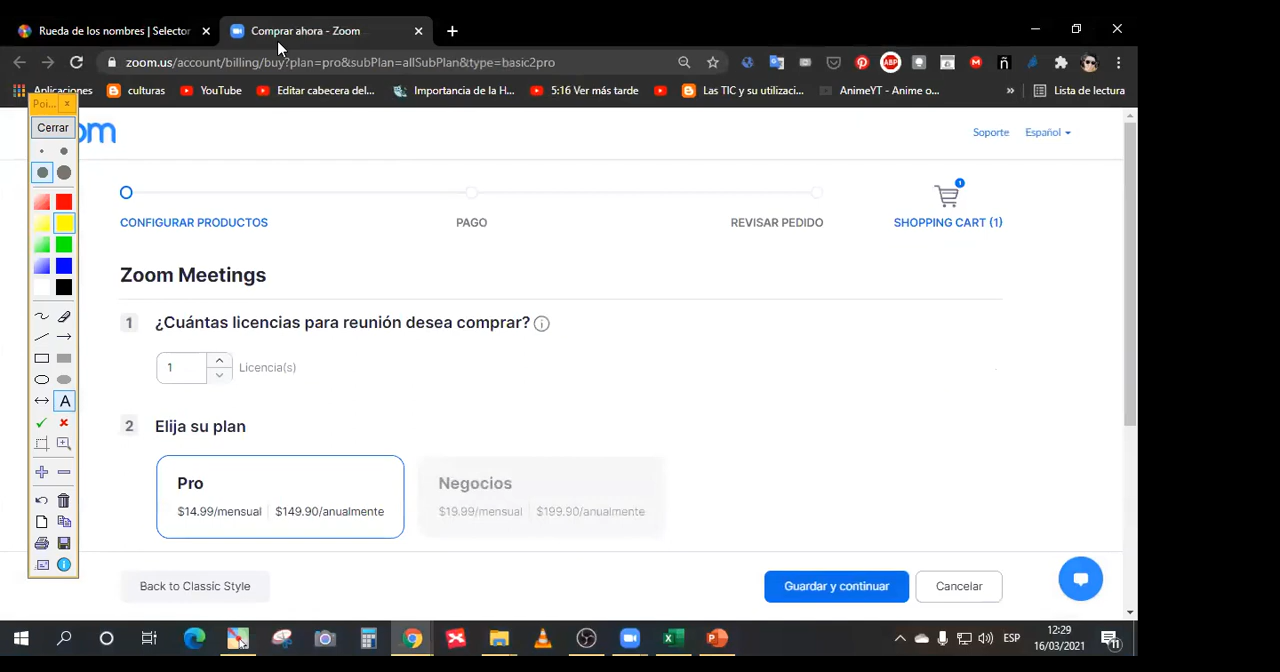 Rueda de los nombres | Selector
Comprar ahora - Zoom
zoom.us/account/billing/buy?plan=pro&subPlan=allSubPlan&type=basic2pro
ABP
ñ
Aplicaciones
culturas
YouTube
Editar cabecera del...
Importancia de la H...
5:16 Ver más tarde
Las TIC y su utilizaci...
AnimeYT - Anime o...
»
Lista de lectura
Poi...
Cerrar
om
Soporte
Español
1
CONFIGURAR PRODUCTOS
PAGO
REVISAR PEDIDO
SHOPPING CART (1)
Zoom Meetings
1 ¿Cuántas licencias para reunión desea comprar?
1 Licencia(s)
A
2 Elija su plan
Pro
$14.99/mensual $149.90/anualmente
Negocios
$19.99/mensual $199.90/anualmente
Back to Classic Style
Guardar y continuar
Cancelar
ESP
12:29
16/03/2021
11